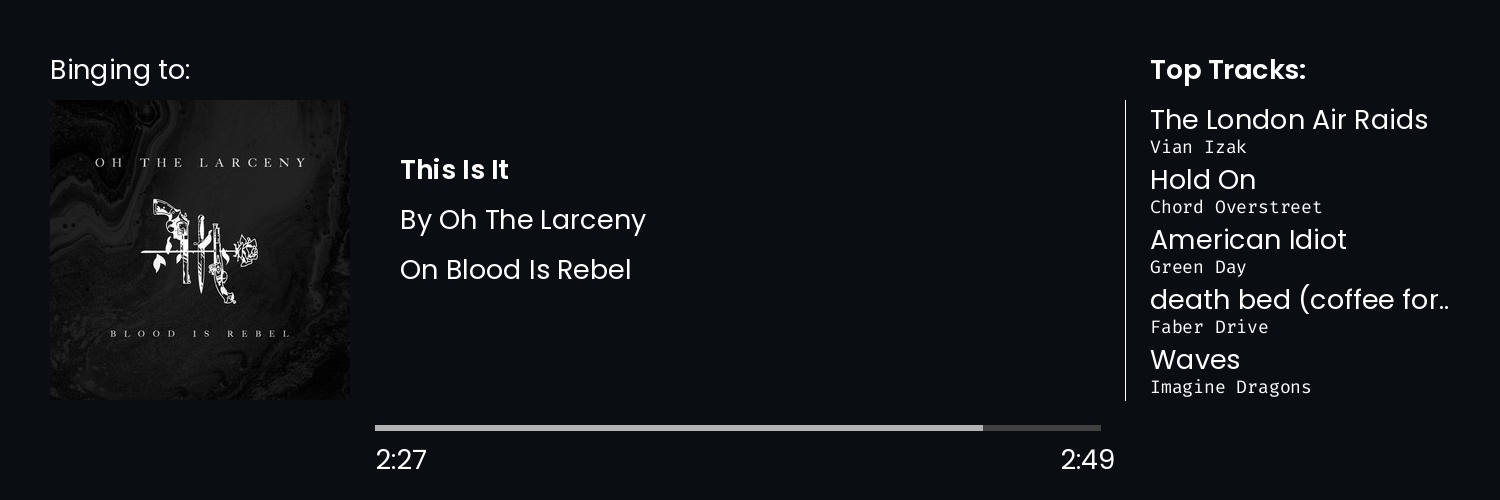 Binging to:
OH THE LARCENY
BLOOD IS REBEL
This Is It
By Oh The Larceny
On Blood Is Rebel
2:27
2:49
Top Tracks:
The London Air Raids
Vian Izak
Hold On
Chord Overstreet
American Idiot
Green Day
death bed (coffee for..
Faber Drive
Waves
Imagine Dragons